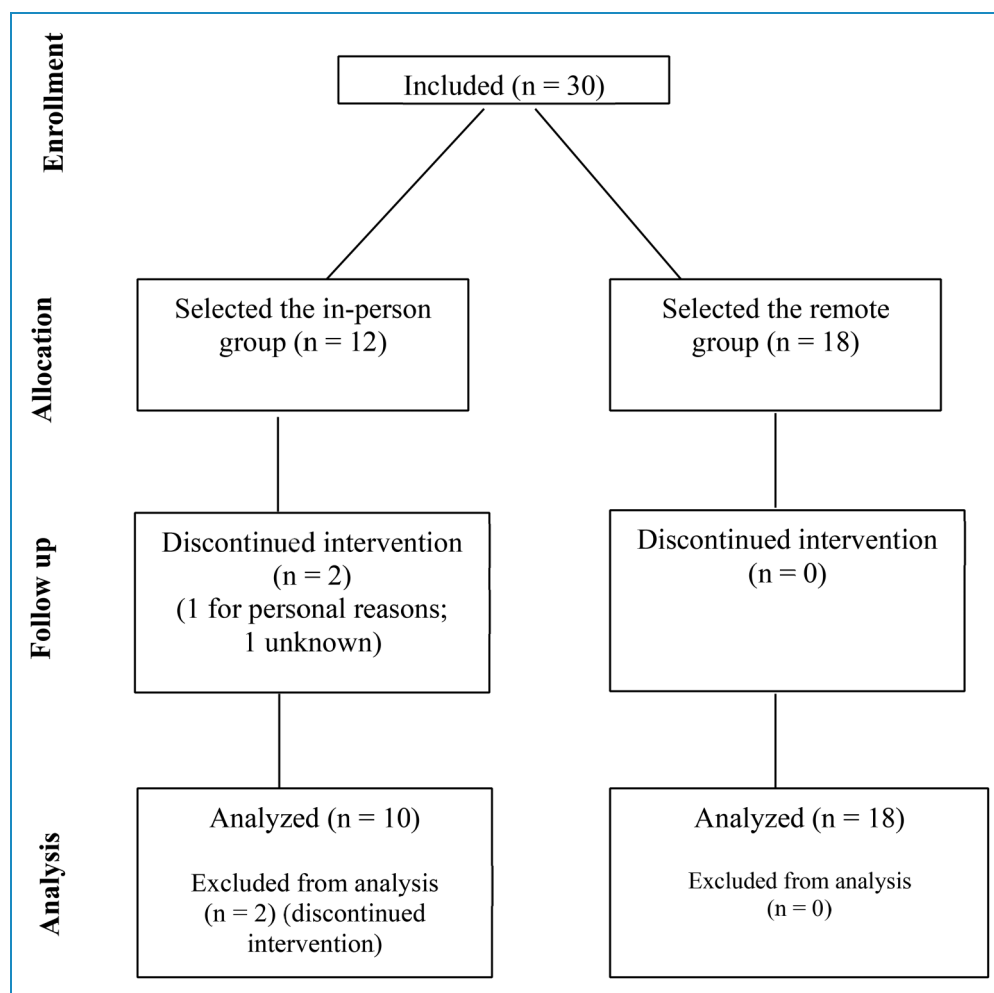 Enrollment
Included (n = 30)
Allocation
Selected the in-person
group (n = 12)
Selected the remote
group (n = 18)
Follow up
Discontinued intervention
(n = 2)
(1 for personal reasons;
1 unknown)
Discontinued intervention
(n = 0)
Analysis
Analyzed (n = 10)
Excluded from analysis
(n = 2) (discontinued
intervention)
Analyzed (n = 18)
Excluded from analysis
(n = 0)